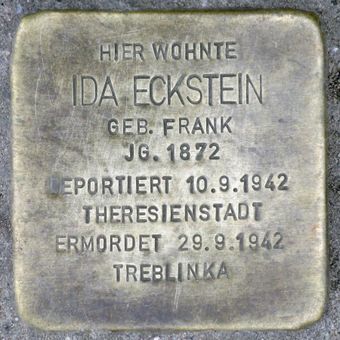 HIER WOHNTE
IDA ECKSTEIN
GEB. FRANK
JG. 1872
DEPORTIERT 10.9.1942
THERESIENSTADT
ERMORDET 29.9.1942
TREBLINKA